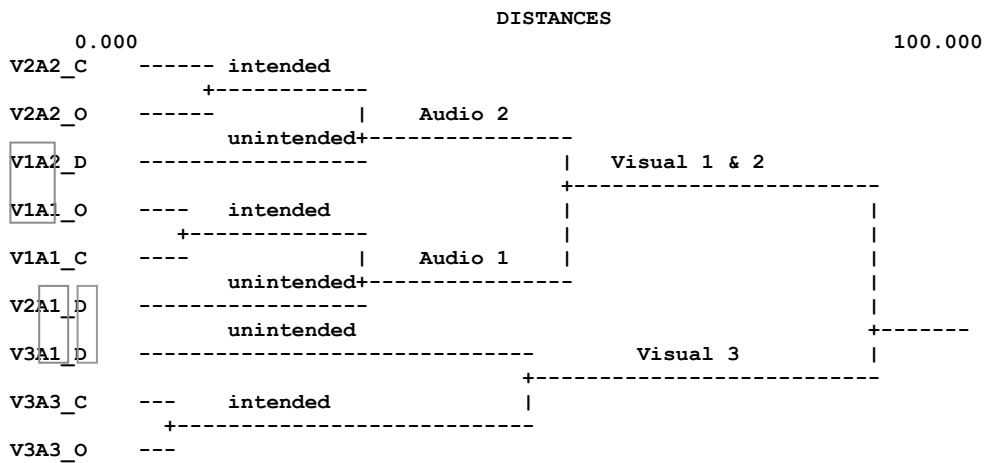 DISTANCES
0.000 100.000
V2A2_C ------ intended
+------------
V2A2_O ------ | Audio 2
unintended+----------------
V1A2_D ------------------- | Visual 1 & 2
+------------------------
V1A1_O ---- intended | |
+--------------- | |
V1A1_C ---- | Audio 1 | |
unintended+---------------- |
V2A1_D ------------------- |
unintended +-------
V3A1_D --------------------------------- Visual 3 |
+---------------------------
V3A3_C --- intended |
+------------------------------
V3A3_O ---